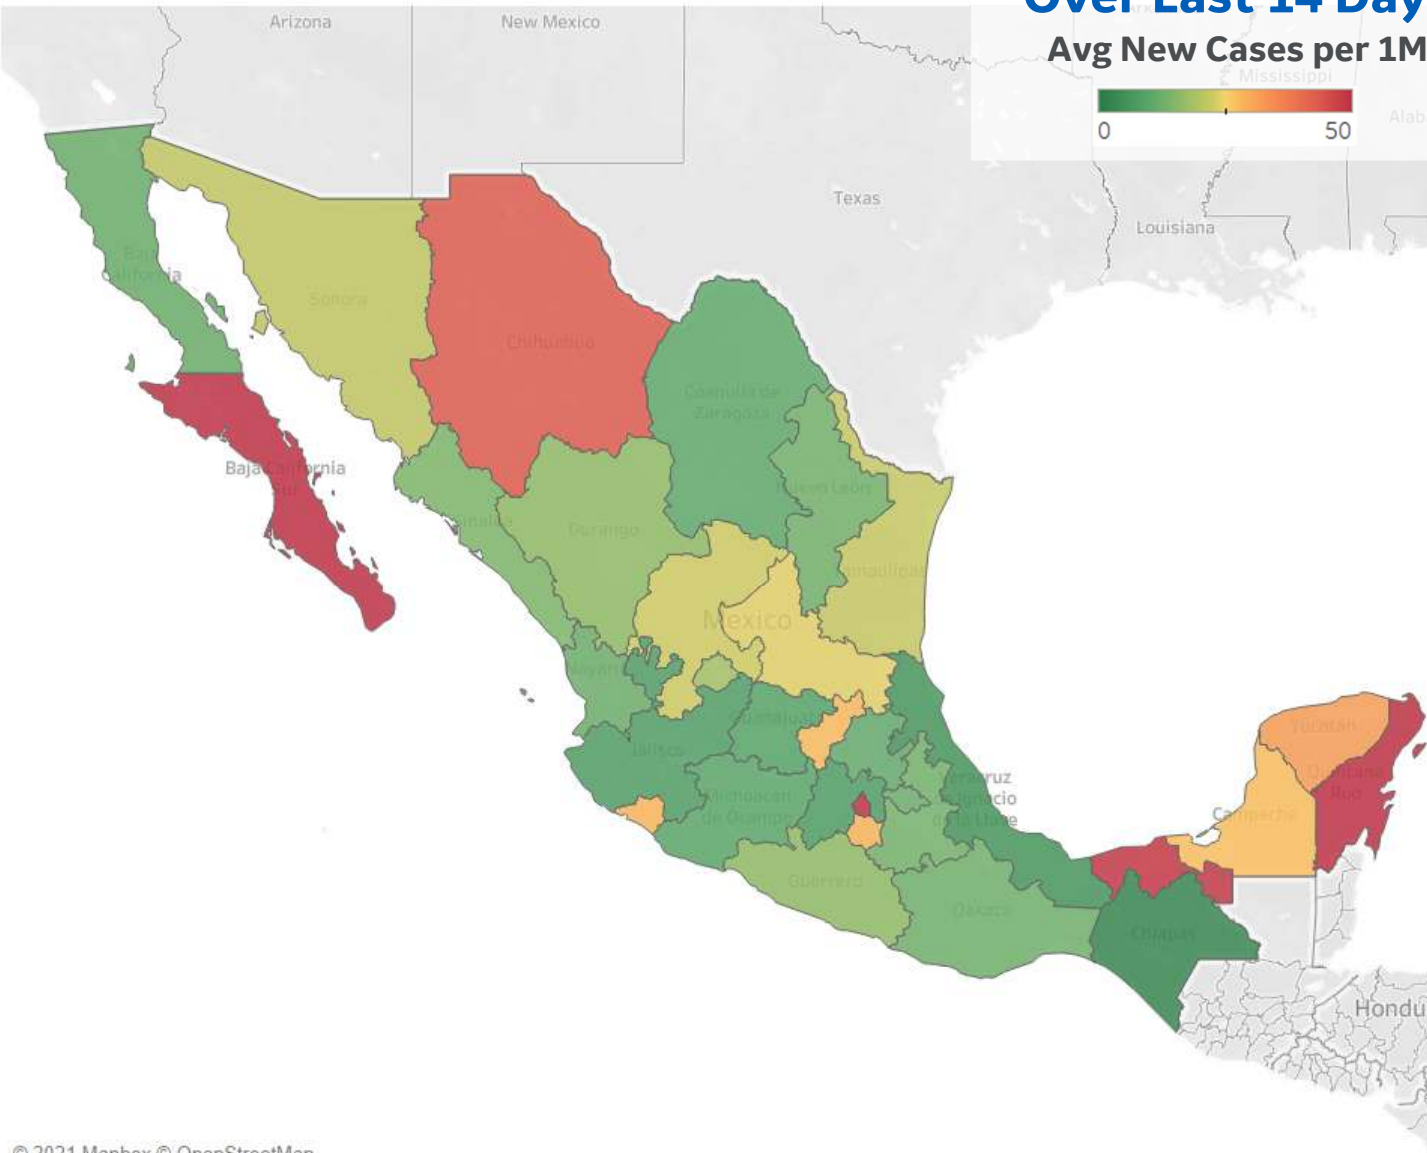 Over Last 14 Day
Avg New Cases per 1M
0
50
Arizona
New Mexico
Mississippi
Alab
Texas
Louisiana
Baja
California
Sonora
Chihuahua
Coahuila de
Zaragoza
Baja California
Sur
Nuevo León
Sinaloa
Durango
Tamaulipas
Mexico
Nayarit
Guanajuat
Jalisco
Yucatán
Quintana
Roo
Michoacán
de Ocampo
Veracruz
Ignacio
de la Llave
Campeche
Guerrero
Oaxaca
Chiapas
Hondu
© 2021 Mapbox © OpenStreetMap